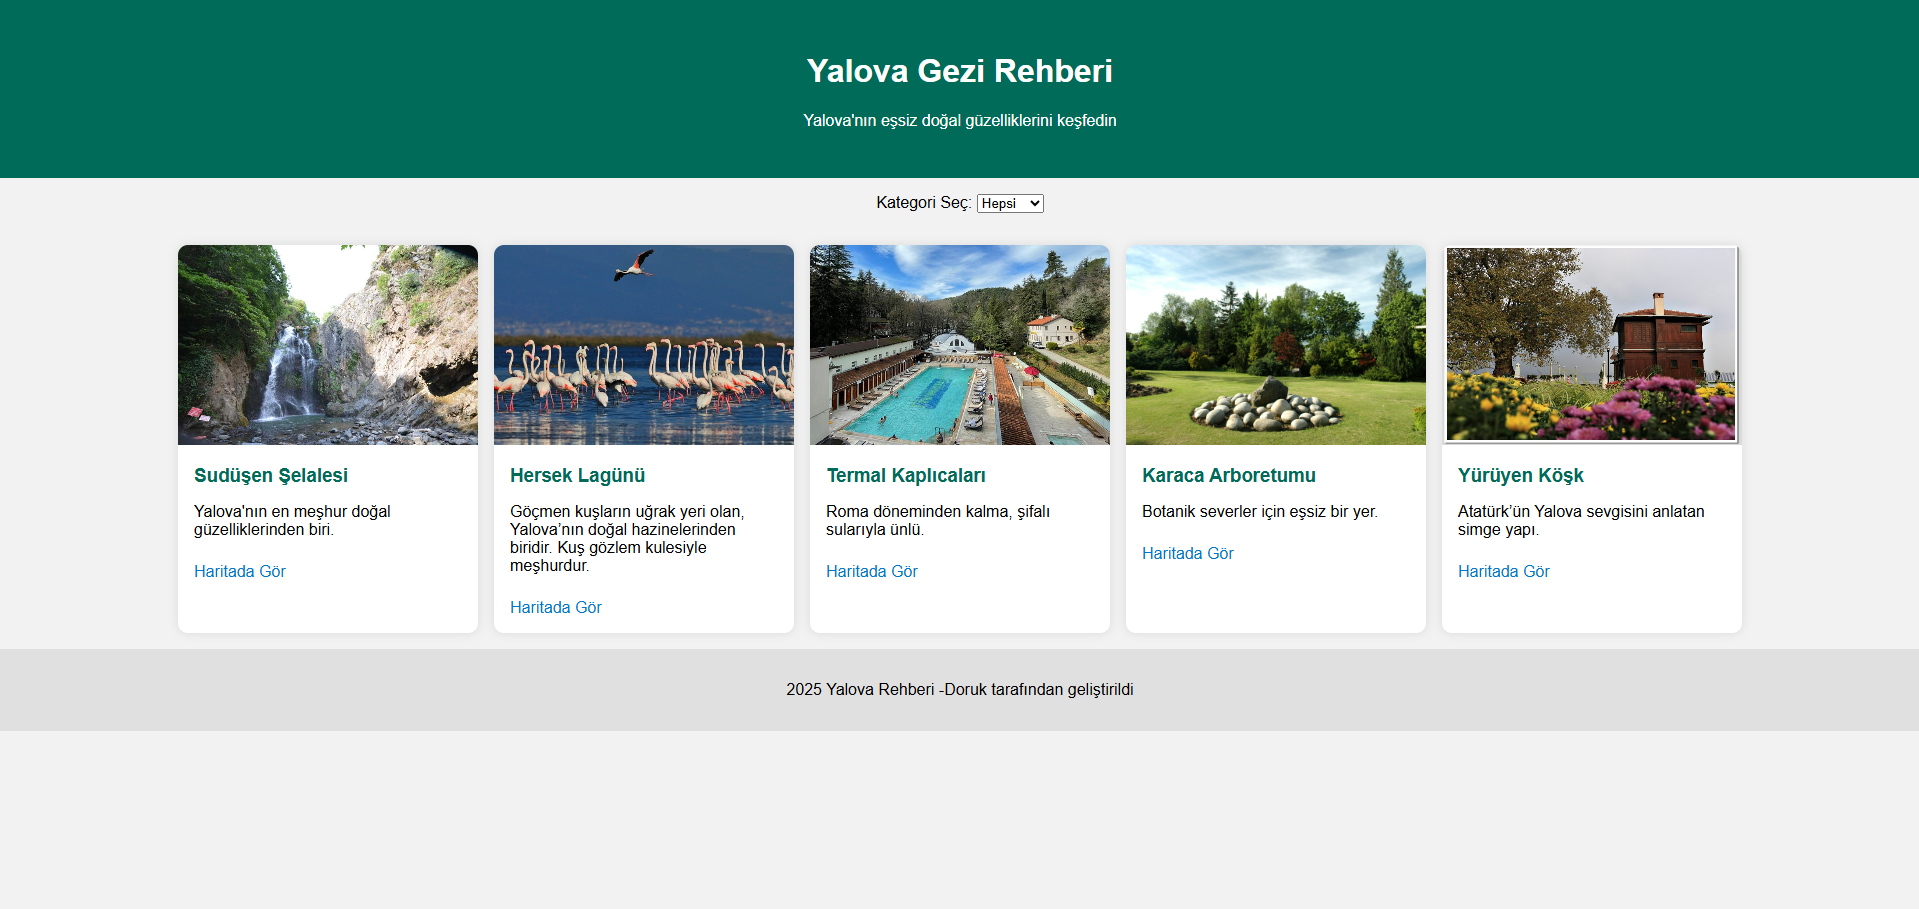 Yalova Gezi Rehberi
Yalova'nın eşsiz doğal güzelliklerini keşfedin
Kategori Seç: Hepsi
Sudüşen Şelalesi
Yalova'nın en meşhur doğal
güzelliklerinden biri.
Haritada Gör
Hersek Lagünü
Göçmen kuşların uğrak yeri olan,
Yalova’nın doğal hazinelerinden
biridir. Kuş gözlem kulesiyle
meşhurdur.
Haritada Gör
Termal Kaplıcaları
Roma döneminden kalma, şifalı
sularıyla ünlü.
Haritada Gör
Karaca Arboretumu
Botanik severler için eşsiz bir yer.
Haritada Gör
Yürüyen Köşk
Atatürk’ün Yalova sevgisini anlatan
simge yapı.
Haritada Gör
2025 Yalova Rehberi -Doruk tarafından geliştirildi